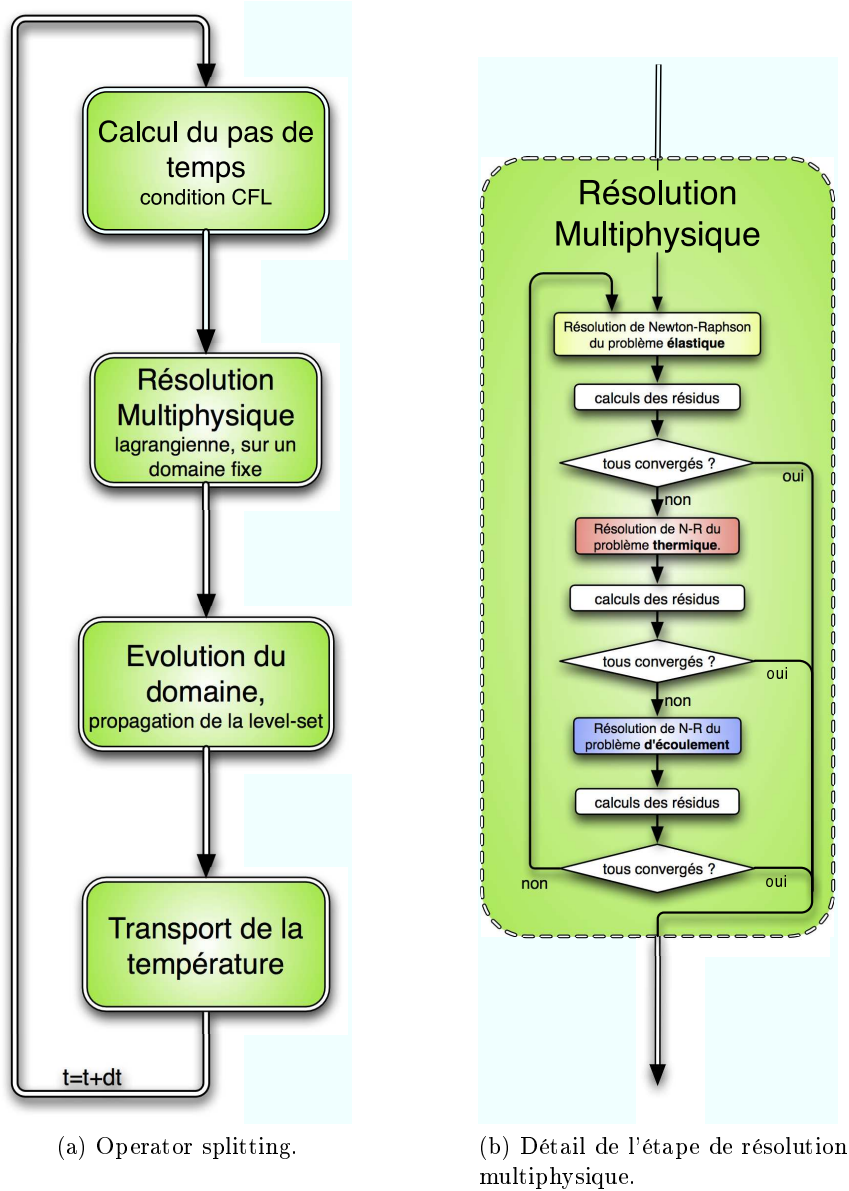 Calcul du pas de
temps
condition CFL
Résolution
Multiphysique
lagrangienne, sur un
domaine fixe
Evolution du
domaine,
propagation de la level-set
Transport de la
température
t=t+dt
(a) Operator splitting.
Résolution
Multiphysique
Résolution de Newton-Raphson
du problème élastique
calculs des résidus
tous convergés ?
oui
non
Résolution de N-R du
problème thermique.
calculs des résidus
tous convergés ?
oui
non
Résolution de N-R du
problème d'écoulement
calculs des résidus
tous convergés ?
non
oui
(b) Détail de l'étape de résolution
multiphysique.